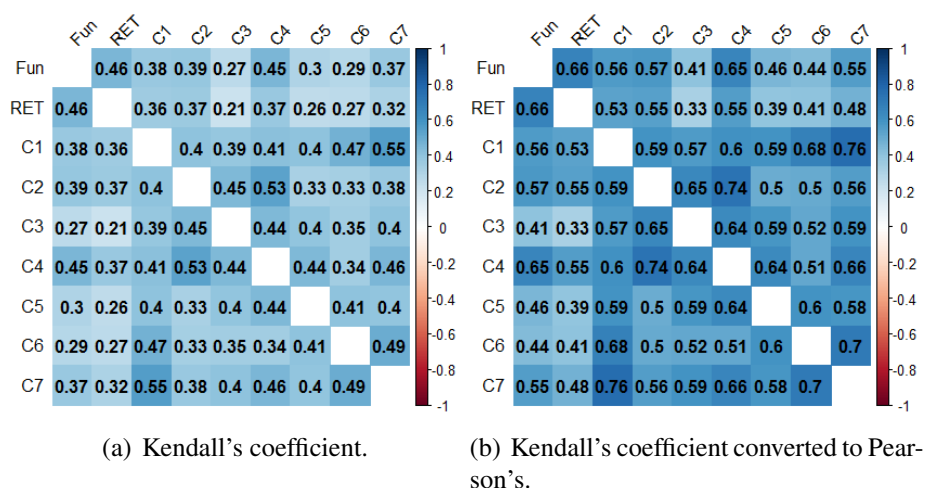 Fun RET C1 C2 C3 C4 C5 C6 C7
Fun 0.46 0.38 0.39 0.27 0.45 0.3 0.29 0.37
RET 0.46 0.36 0.37 0.21 0.37 0.26 0.27 0.32
C1 0.38 0.36 0.4 0.39 0.41 0.4 0.47 0.55
C2 0.39 0.37 0.4 0.45 0.53 0.33 0.33 0.38
C3 0.27 0.21 0.39 0.45 0.44 0.4 0.35 0.4
C4 0.45 0.37 0.41 0.53 0.44 0.44 0.34 0.46
C5 0.3 0.26 0.4 0.33 0.4 0.44 0.41 0.4
C6 0.29 0.27 0.47 0.33 0.35 0.34 0.41 0.49
C7 0.37 0.32 0.55 0.38 0.4 0.46 0.4 0.49
1
0.8
0.6
0.4
0.2
0
-0.2
-0.4
-0.6
-0.8
-1
(a) Kendall's coefficient.
Fun RET C1 C2 C3 C4 C5 C6 C7
Fun 0.66 0.56 0.57 0.41 0.65 0.46 0.44 0.55
RET 0.66 0.53 0.55 0.33 0.55 0.39 0.41 0.48
C1 0.56 0.53 0.59 0.57 0.6 0.59 0.68 0.76
C2 0.57 0.55 0.59 0.65 0.74 0.5 0.5 0.56
C3 0.41 0.33 0.57 0.65 0.64 0.59 0.52 0.59
C4 0.65 0.55 0.6 0.74 0.64 0.64 0.51 0.66
C5 0.46 0.39 0.59 0.5 0.59 0.64 0.6 0.58
C6 0.44 0.41 0.68 0.5 0.52 0.51 0.6 0.7
C7 0.55 0.48 0.76 0.56 0.59 0.66 0.58 0.7
1
0.8
0.6
0.4
0.2
0
-0.2
-0.4
-0.6
-0.8
-1
(b) Kendall's coefficient converted to Pear-
son's.